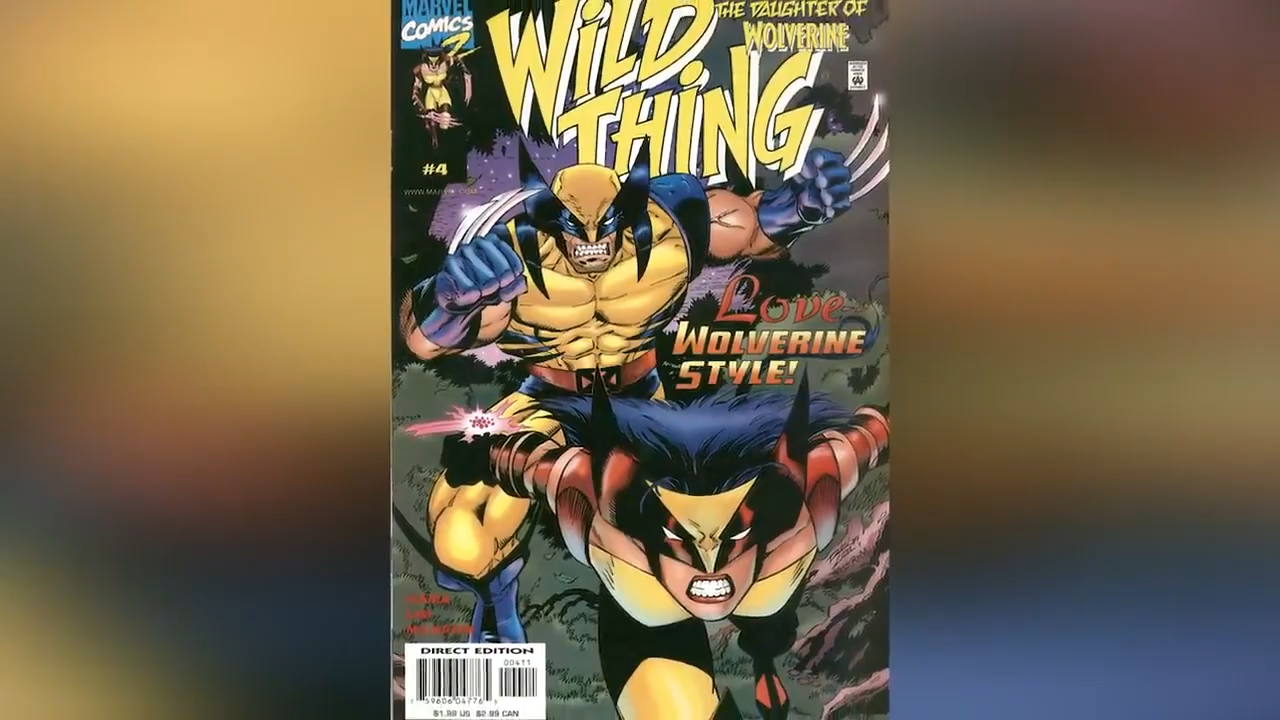 MARVEL
COMICS
WILD
THING
THE DAUGHTER OF
WOLVERINE
#4
Love
WOLVERINE
STYLE!
DIRECT EDITION
00411
$1.99 US $2.99 CAN